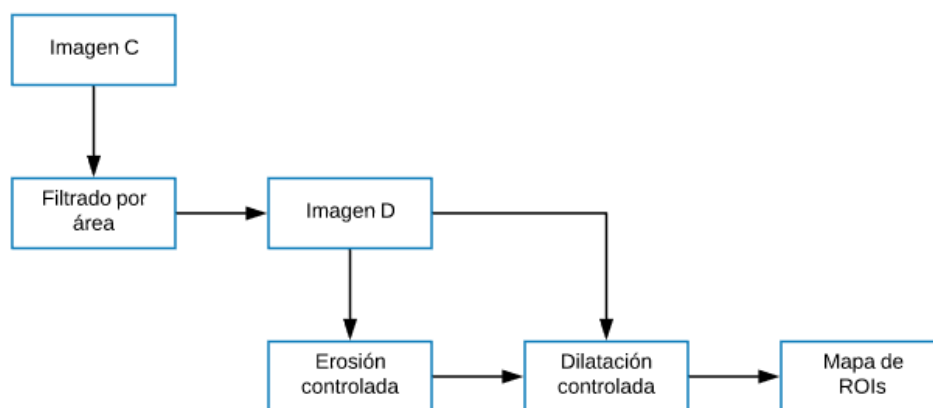 Imagen C
Filtrado por
área
Imagen D
Erosión
controlada
Dilatación
controlada
Mapa de
ROIs